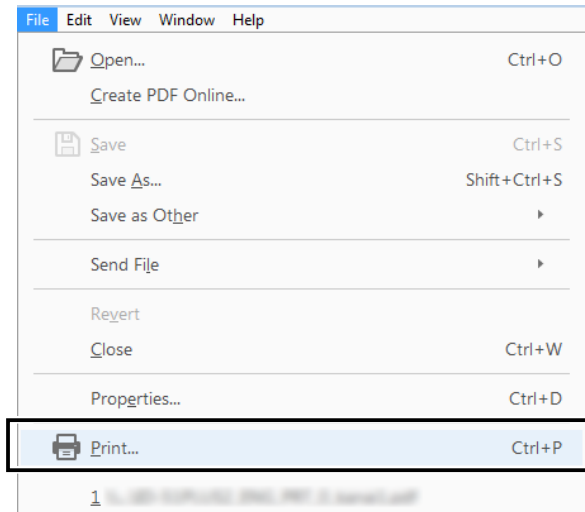 File Edit View Window Help
Open... Ctrl+O
Create PDF Online...
Save Ctrl+S
Save As... Shift+Ctrl+S
Save as Other
Send File
Revert
Close Ctrl+W
Properties... Ctrl+D
Print... Ctrl+P
1